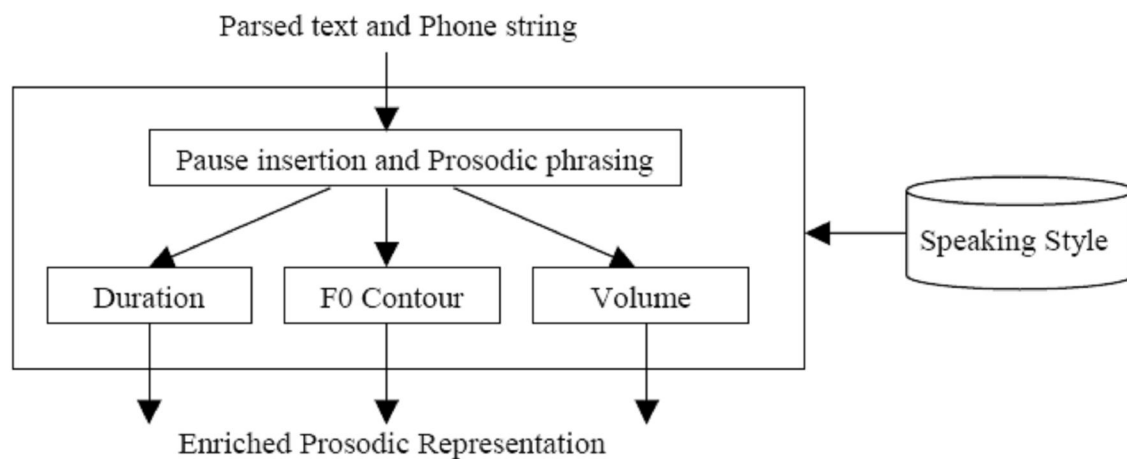 Parsed text and Phone string
Pause insertion and Prosodic phrasing
Speaking Style
Duration
F0 Contour
Volume
Enriched Prosodic Representation